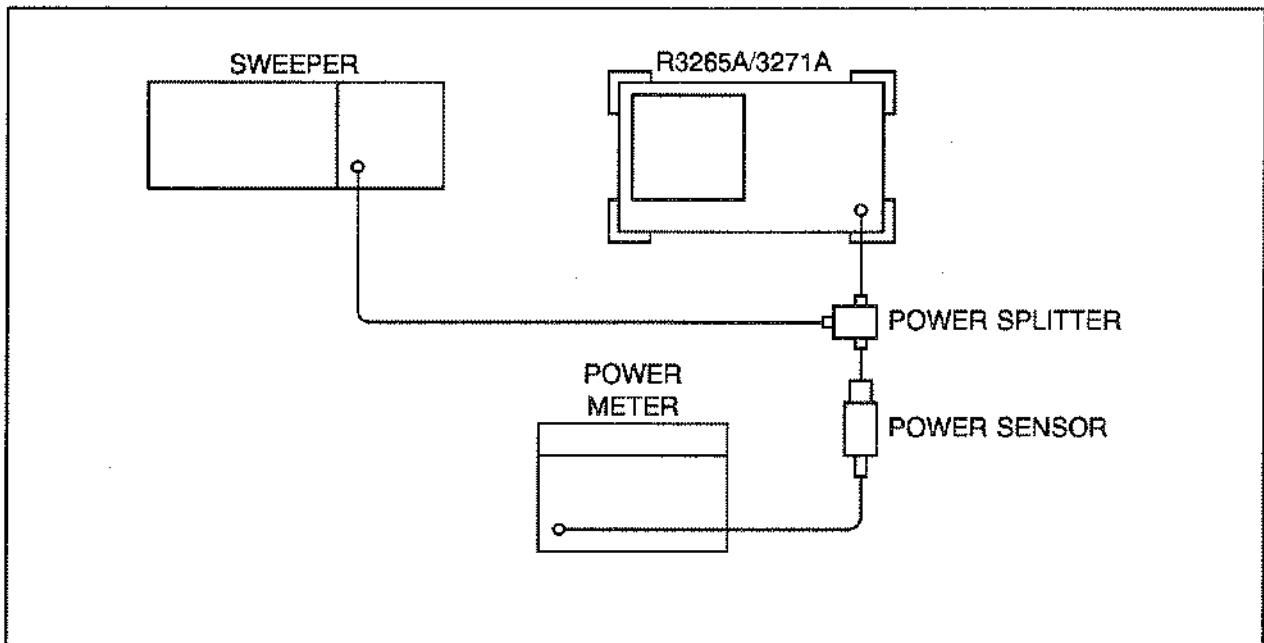 SWEEPER
R3265A/3271A
POWER SPLITTER
POWER
METER
POWER SENSOR